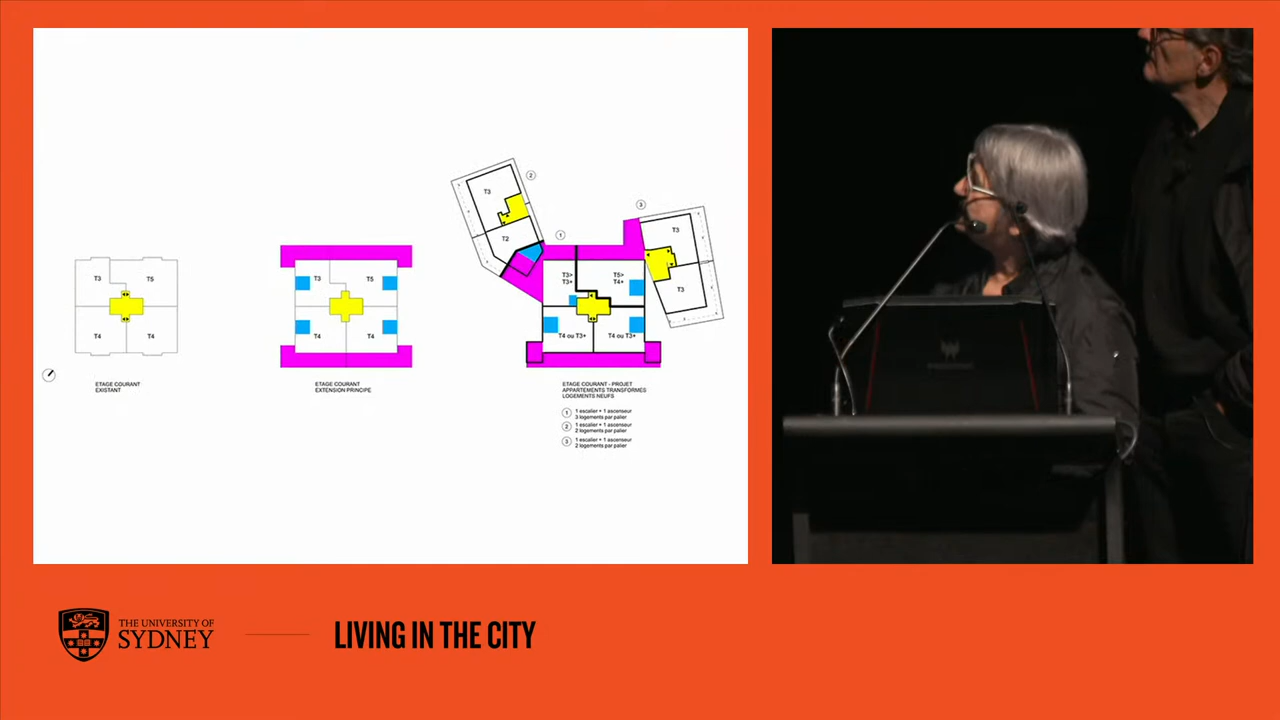 T3
T5
T4
T4
ETAGE COURANT
EXISTANT
T3
T5
T4
T4
ETAGE COURANT
EXTENSION PRINCIPE
T3
2
T2
1
3
T3
T3
T3>
T3+
T5>
T4+
T4 ou T3+
T4 ou T3+
ETAGE COURANT - PROJET
APPARTEMENTS TRANSFORMES
LOGEMENTS NEUFS
1
1 escalier + 1 ascenseur
3 logements par palier
2
1 escalier + 1 ascenseur
2 logements par palier
3
1 escalier + 1 ascenseur
2 logements par palier
THE UNIVERSITY OF
SYDNEY
LIVING IN THE CITY